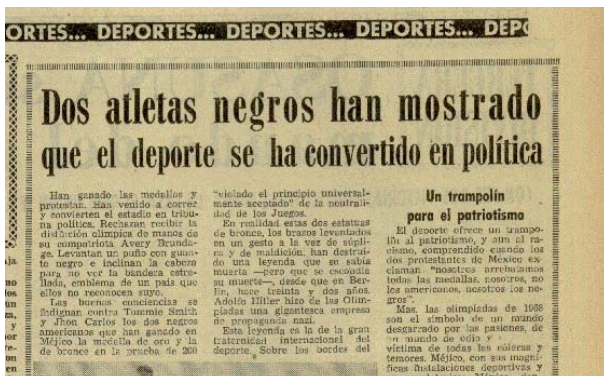 ORTES... DEPORTES... DEPORTES... DEPORTES... DEPO
Dos atletas negros han mostrado
que el deporte se ha convertido en política
Han ganado las medallas y
protestan. Han venido a correr
y convierten el estadio en tribu-
na política. Rechazan recibir la
distinción olímpica de manos de
su compatriota Avery Brunda-
ge. Levantan un puño con guan-
te negro e inclinan la cabeza
para no ver la bandera estre-
llada, emblema de un país que
ellos no reconocen suyo.
Las buenas conciencias se
indignan contra Tommie Smith
y Jhon Carlos los dos negros
americanos que han ganado en
Méjico la medalla de oro y la
de bronce en la prueba de 200
"violado el principio universal-
mente aceptado" de la neutrali-
dad de los Juegos.
En realidad estas dos estatuas
de bronce, los brazos levantados
en un gesto a la vez de súpli-
ca y de maldición, han destruí-
do una leyenda que se sabía
muerta —pero que se escondía
su muerte—, desde que en Ber-
lín, hace treinta y dos años,
Adolfo Hitler hizo de las Olim-
piadas una gigantesca empresa
de propaganda nazi.
Esta leyenda es la de la gran
fraternidad internacional del
deporte. Sobre los bordes del
Un trampolín
para el patriotismo
El deporte ofrece un trampo-
lín al patriotismo, y aun al ra-
cismo, comprendido cuando los
dos protestantes de México ex-
claman "nosotros arrebatamos
todas las medallas, nosotros, no
los americanos, nosotros los ne-
gros".
Mas, las olimpiadas de 1968
son el símbolo de un mundo
desgarrado por las pasiones, de
un mundo de odio y
víctima de todas las cóleras y
temores. Méjico, con sus magní-
ficas instalaciones deportivas y